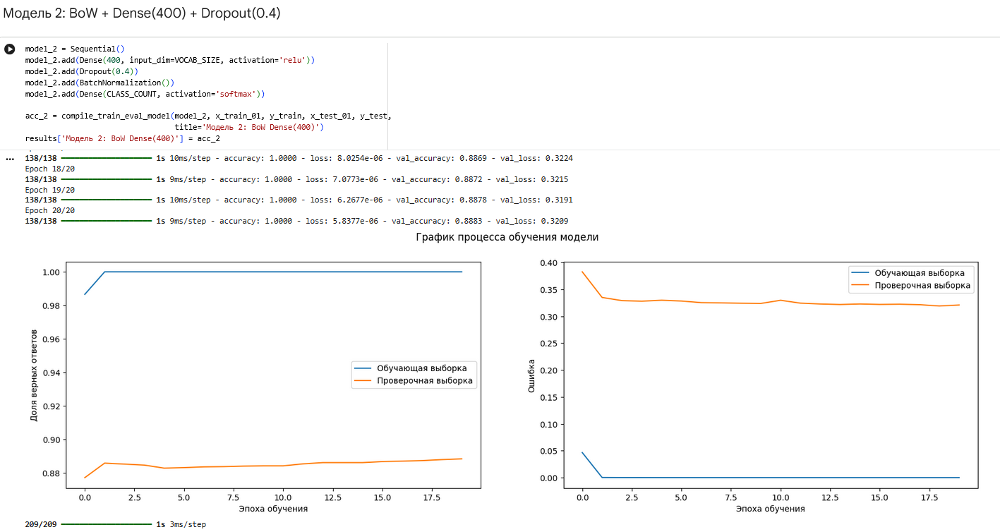 Модель 2: BoW + Dense(400) + Dropout(0.4)
model_2 = Sequential()
model_2.add(Dense(400, input_dim=VOCAB_SIZE, activation='relu'))
model_2.add(Dropout(0.4))
model_2.add(BatchNormalization())
model_2.add(Dense(CLASS_COUNT, activation='softmax'))
acc_2 = compile_train_eval_model(model_2, x_train_01, y_train, x_test_01, y_test,
title='Модель 2: BoW Dense(400)')
results['Модель 2: BoW Dense(400)'] = acc_2
138/138 1s 10ms/step - accuracy: 1.0000 - loss: 8.0254e-06 - val_accuracy: 0.8869 - val_loss: 0.3224
Epoch 18/20
138/138 1s 9ms/step - accuracy: 1.0000 - loss: 7.0773e-06 - val_accuracy: 0.8872 - val_loss: 0.3215
Epoch 19/20
138/138 1s 10ms/step - accuracy: 1.0000 - loss: 6.2677e-06 - val_accuracy: 0.8878 - val_loss: 0.3191
Epoch 20/20
138/138 1s 9ms/step - accuracy: 1.0000 - loss: 5.8377e-06 - val_accuracy: 0.8883 - val_loss: 0.3209
График процесса обучения модели
Доля верных ответов
1.00
0.98
0.96
0.94
0.92
0.90
0.88
Обучающая выборка
Проверочная выборка
0.0 2.5 5.0 7.5 10.0 12.5 15.0 17.5
Эпоха обучения
Ошибка
0.40
0.35
0.30
0.25
0.20
0.15
0.10
0.05
0.00
Обучающая выборка
Проверочная выборка
0.0 2.5 5.0 7.5 10.0 12.5 15.0 17.5
Эпоха обучения
209/209 1s 3ms/step